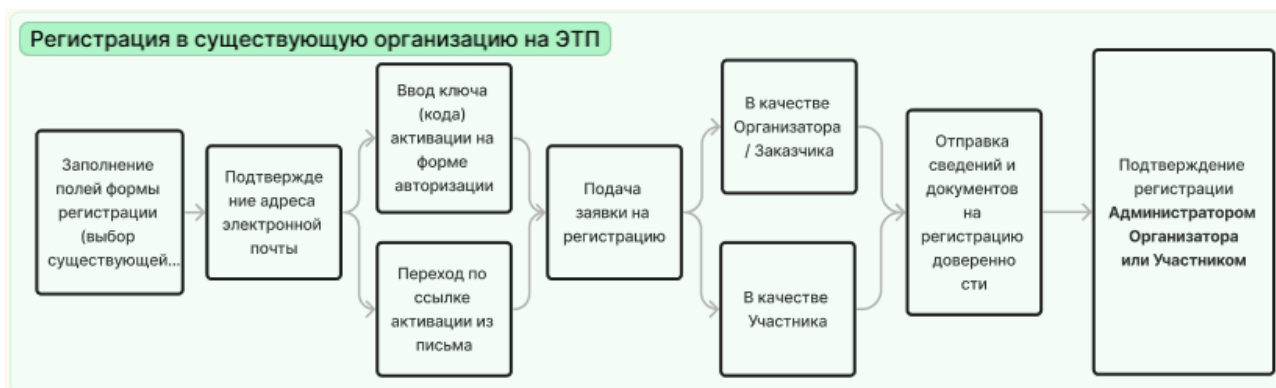 Регистрация в существующую организацию на ЭТП
Заполнение
полей формы
регистрации
(выбор
существующей...
Подтвержде
ние адреса
электронной
почты
Ввод ключа
(кода)
активации на
форме
авторизации
Переход по
ссылке
активации из
письма
Подача
заявки на
регистрацию
В качестве
Организатора
/ Заказчика
В качестве
Участника
Отправка
сведений и
документов
на
регистрацию
доверенно
сти
Подтверждение
регистрации
Администратором
Организатора
или Участником